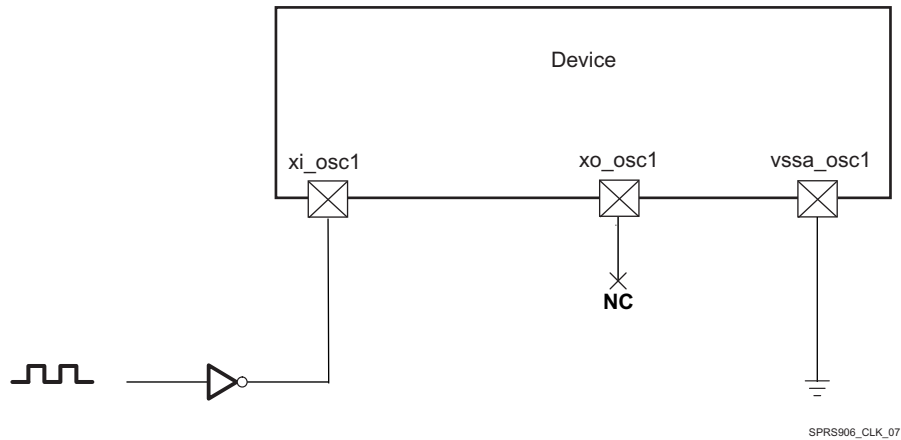 Device
xi_osc1
xo_osc1
vssa_osc1
NC
SPRS906_CLK_07